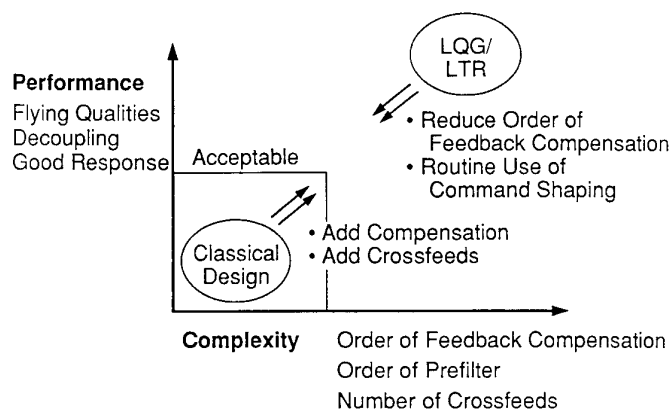 LQG/
LTR
Performance
Flying Qualities
Decoupling
Good Response
• Reduce Order of
Feedback Compensation
• Routine Use of
Command Shaping
Acceptable
Classical
Design
• Add Compensation
• Add Crossfeeds
Complexity
Order of Feedback Compensation
Order of Prefilter
Number of Crossfeeds